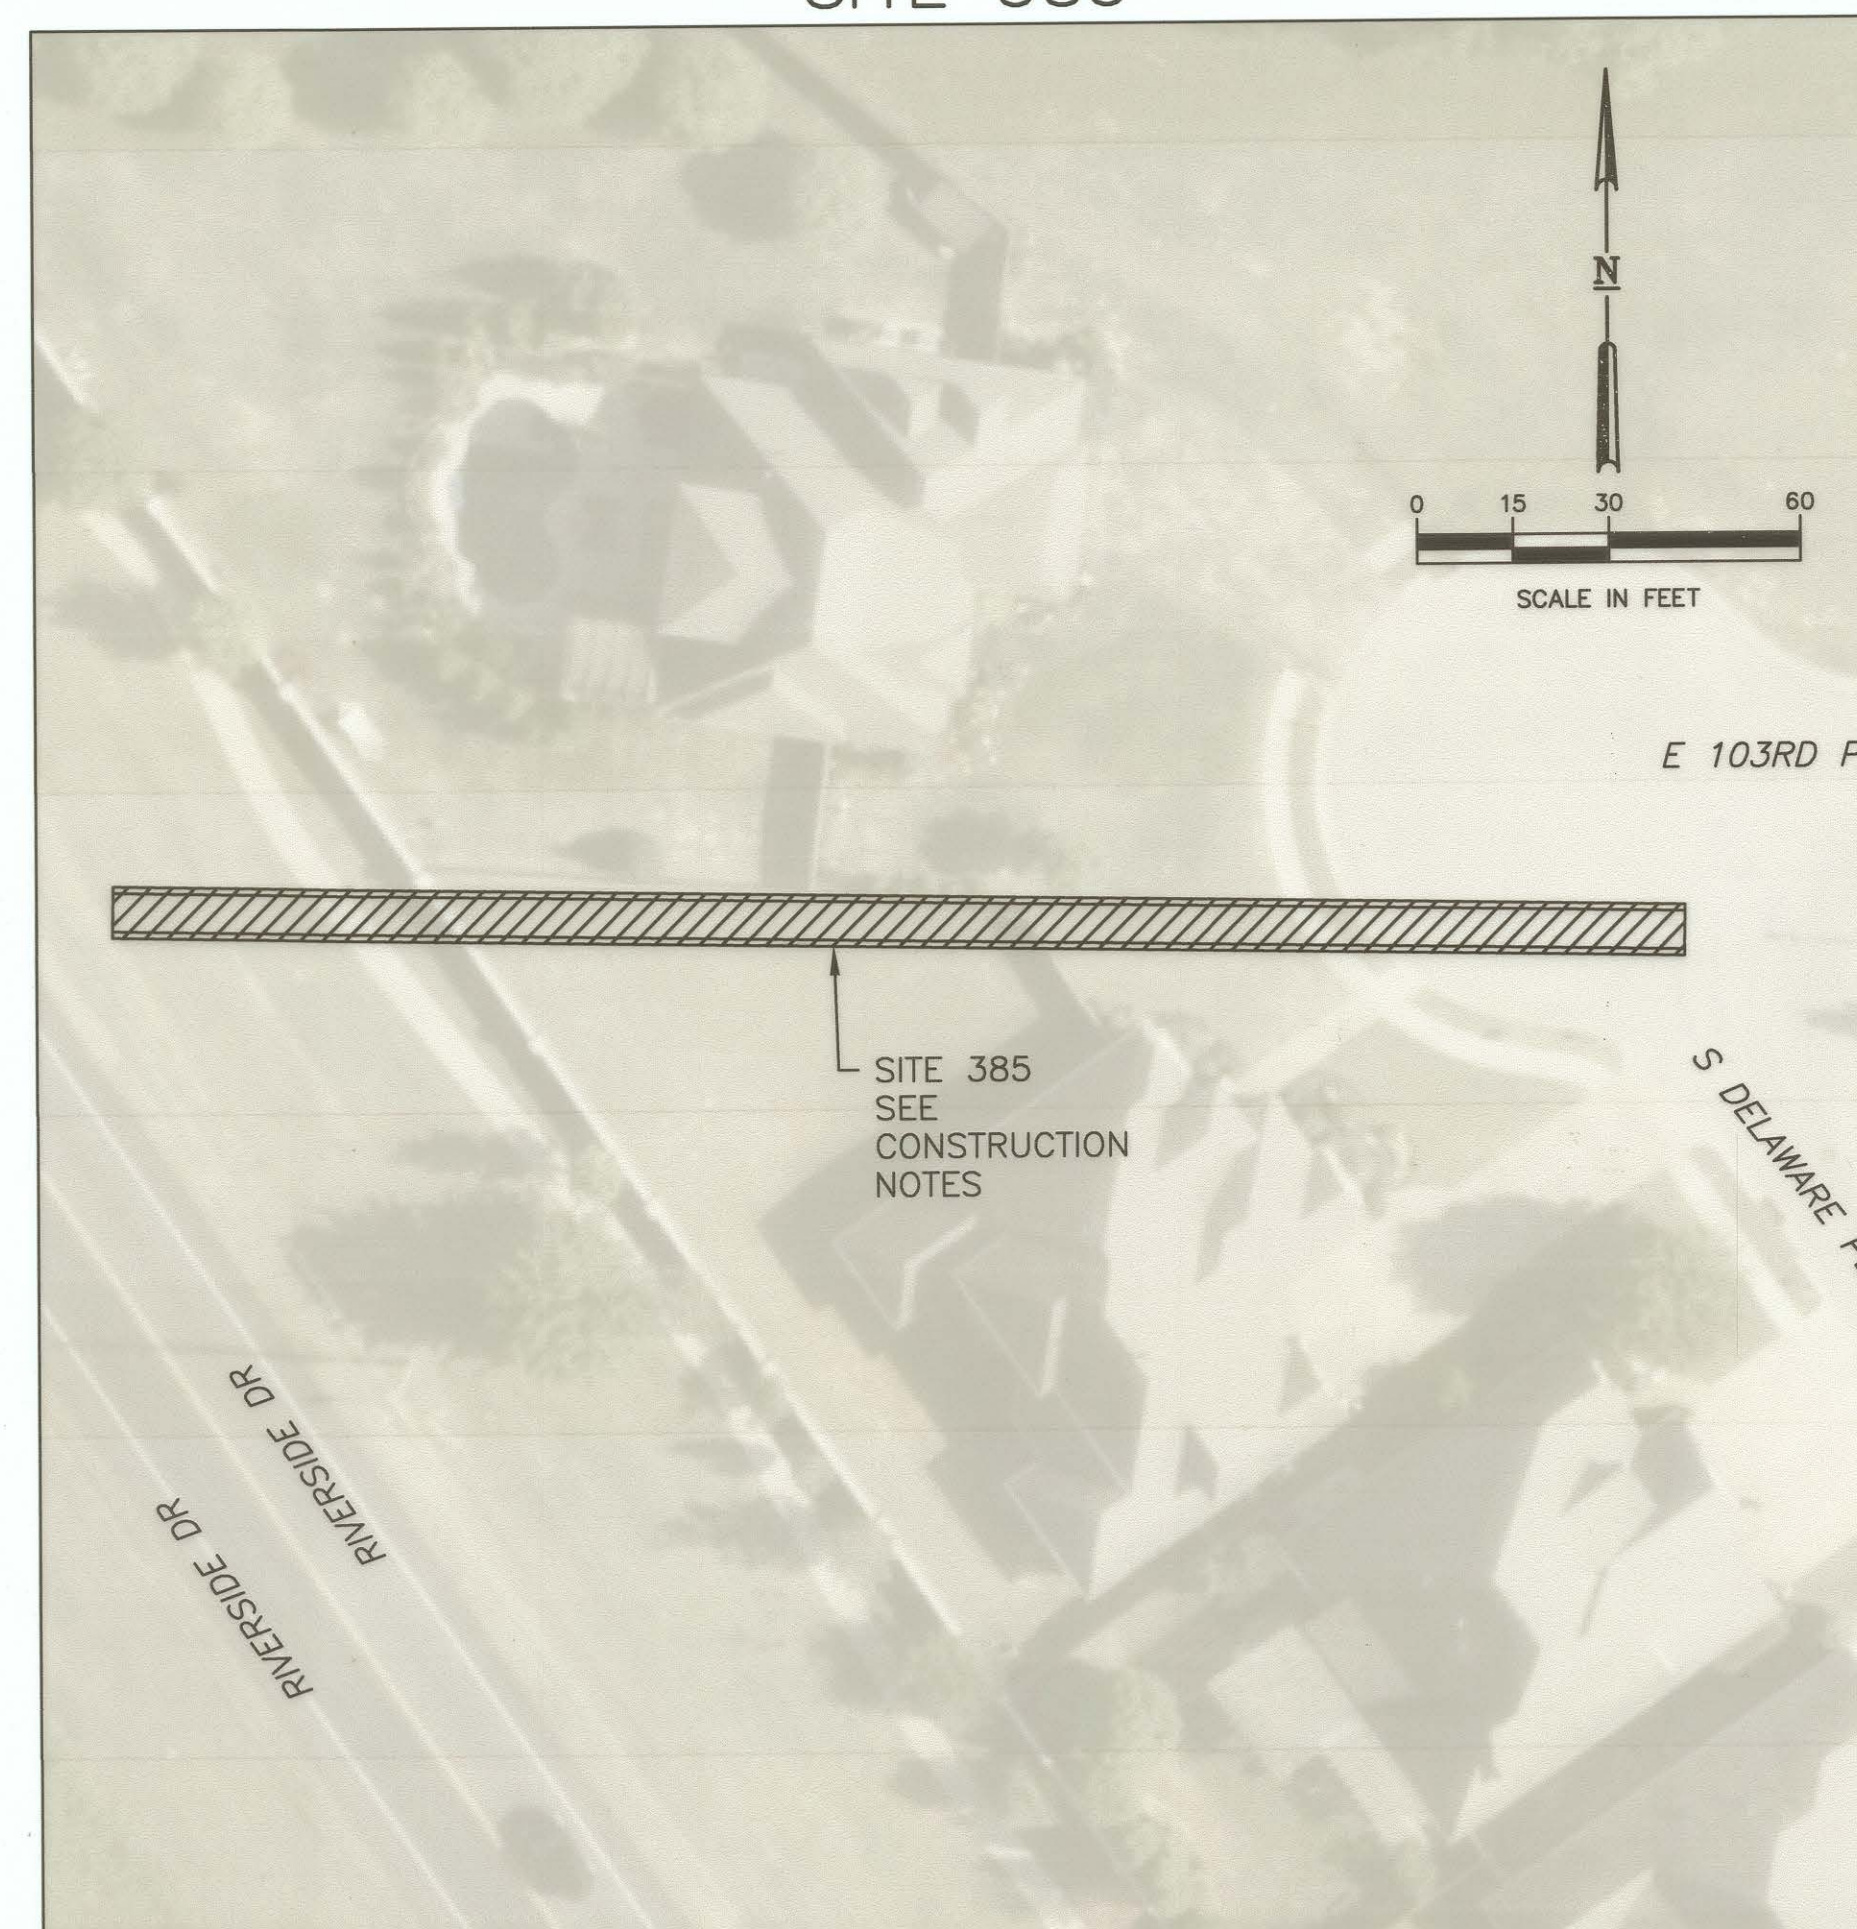 N
0 15 30 60
SCALE IN FEET
E 103RD
SITE 385
SEE
CONSTRUCTION
NOTES
S DELAWARE
RIVERSIDE DR
RIVERSIDE DR